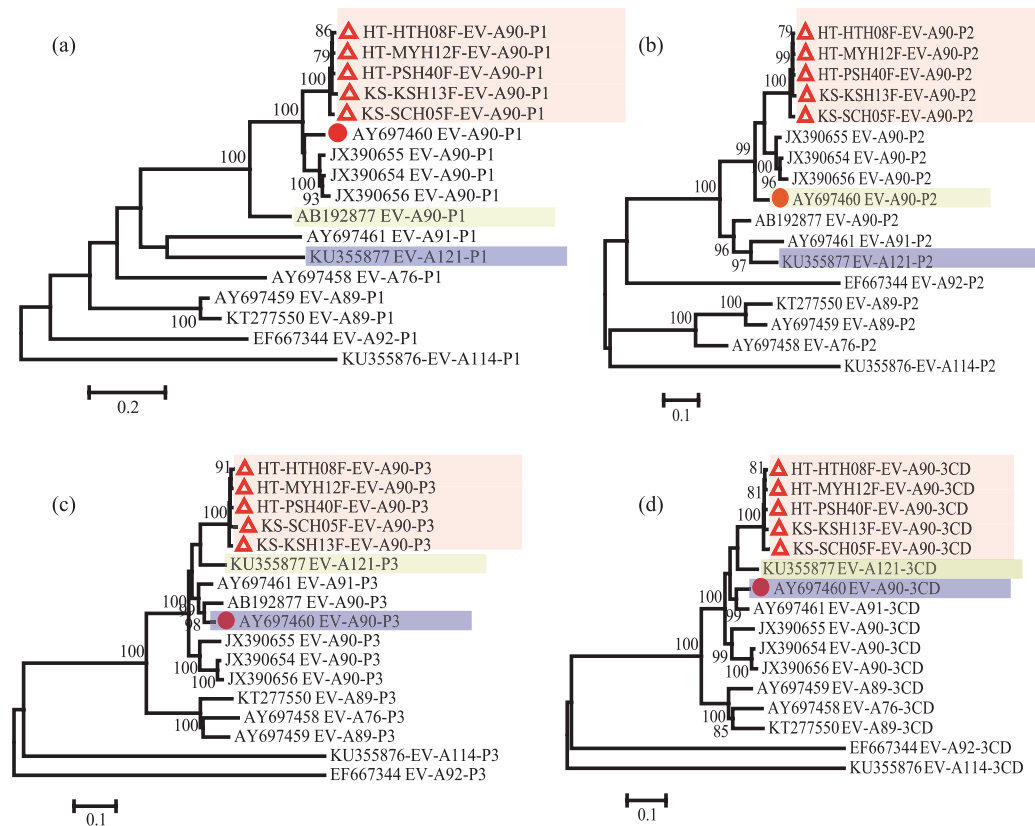 (a)
86
HT-HTH08F-EV-A90-P1
79
HT-MYH12F-EV-A90-P1
100
HT-PSH40F-EV-A90-P1
KS-KSH13F-EV-A90-P1
KS-SCH05F-EV-A90-P1
100
AY697460 EV-A90-P1
JX390655 EV-A90-P1
JX390654 EV-A90-P1
100
93
JX390656 EV-A90-P1
AB192877 EV-A90-P1
AY697461 EV-A91-P1
KU355877 EV-A121-P1
AY697458 EV-A76-P1
AY697459 EV-A89-P1
100
KT277550 EV-A89-P1
EF667344 EV-A92-P1
KU355876-EV-A114-P1
0.2
(b)
79
HT-HTH08F-EV-A90-P2
99
HT-MYH12F-EV-A90-P2
100
HT-PSH40F-EV-A90-P2
KS-KSH13F-EV-A90-P2
KS-SCH05F-EV-A90-P2
JX390655 EV-A90-P2
99
JX390654 EV-A90-P2
100
96
JX390656 EV-A90-P2
100
AY697460 EV-A90-P2
AB192877 EV-A90-P2
AY697461 EV-A91-P2
96
97
KU355877 EV-A121-P2
EF667344 EV-A92-P2
100
KT277550 EV-A89-P2
100
AY697459 EV-A89-P2
AY697458 EV-A76-P2
KU355876-EV-A114-P2
0.1
(c)
91
HT-HTH08F-EV-A90-P3
HT-MYH12F-EV-A90-P3
HT-PSH40F-EV-A90-P3
100
KS-SCH05F-EV-A90-P3
KS-KSH13F-EV-A90-P3
KU355877 EV-A121-P3
AY697461 EV-A91-P3
100
AB192877 EV-A90-P3
99
98
AY697460 EV-A90-P3
JX390655 EV-A90-P3
100
JX390654 EV-A90-P3
100
100
JX390656 EV-A90-P3
KT277550 EV-A89-P3
AY697458 EV-A76-P3
100
AY697459 EV-A89-P3
KU355876-EV-A114-P3
EF667344 EV-A92-P3
0.1
(d)
81
HT-HTH08F-EV-A90-3CD
81
HT-MYH12F-EV-A90-3CD
100
HT-PSH40F-EV-A90-3CD
KS-KSH13F-EV-A90-3CD
KS-SCH05F-EV-A90-3CD
KU355877 EV-A121-3CD
AY697460 EV-A90-3CD
100
AY697461 EV-A91-3CD
99
JX390655 EV-A90-3CD
100
JX390654 EV-A90-3CD
99
100
JX390656 EV-A90-3CD
AY697459 EV-A89-3CD
AY697458 EV-A76-3CD
100
85
KT277550 EV-A89-3CD
EF667344 EV-A92-3CD
KU355876 EV-A114-3CD
0.1